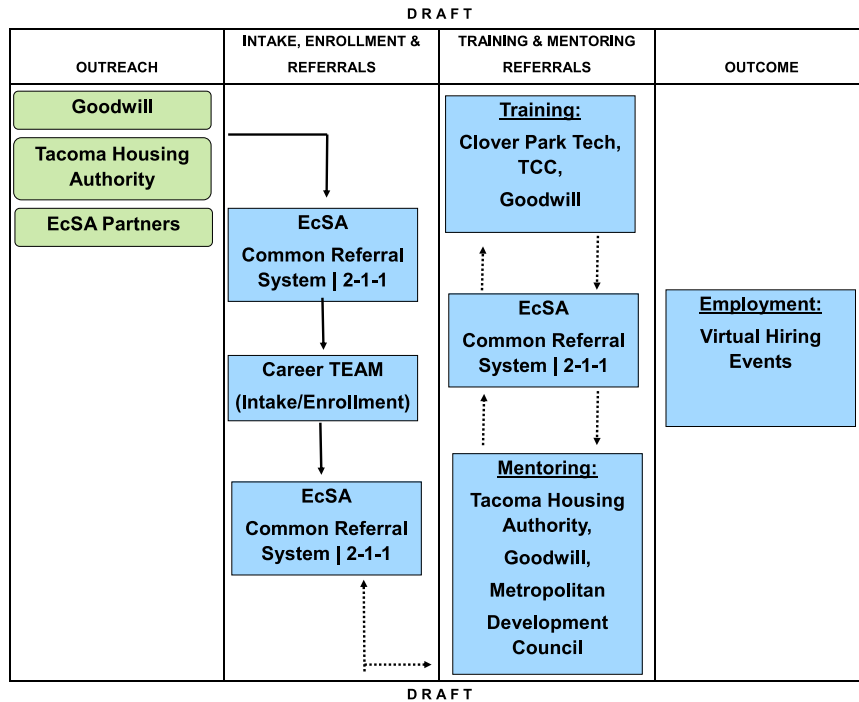 DRAFT
OUTREACH
INTAKE, ENROLLMENT &
REFERRALS
TRAINING & MENTORING
REFERRALS
OUTCOME
Goodwill
Tacoma Housing
Authority
EcSA Partners
EcSA
Common Referral
System | 2-1-1
Career TEAM
(Intake/Enrollment)
EcSA
Common Referral
System | 2-1-1
Training:
Clover Park Tech,
TCC,
Goodwill
EcSA
Common Referral
System | 2-1-1
Mentoring:
Tacoma Housing
Authority,
Goodwill,
Metropolitan
Development
Council
Employment:
Virtual Hiring
Events
DRAFT